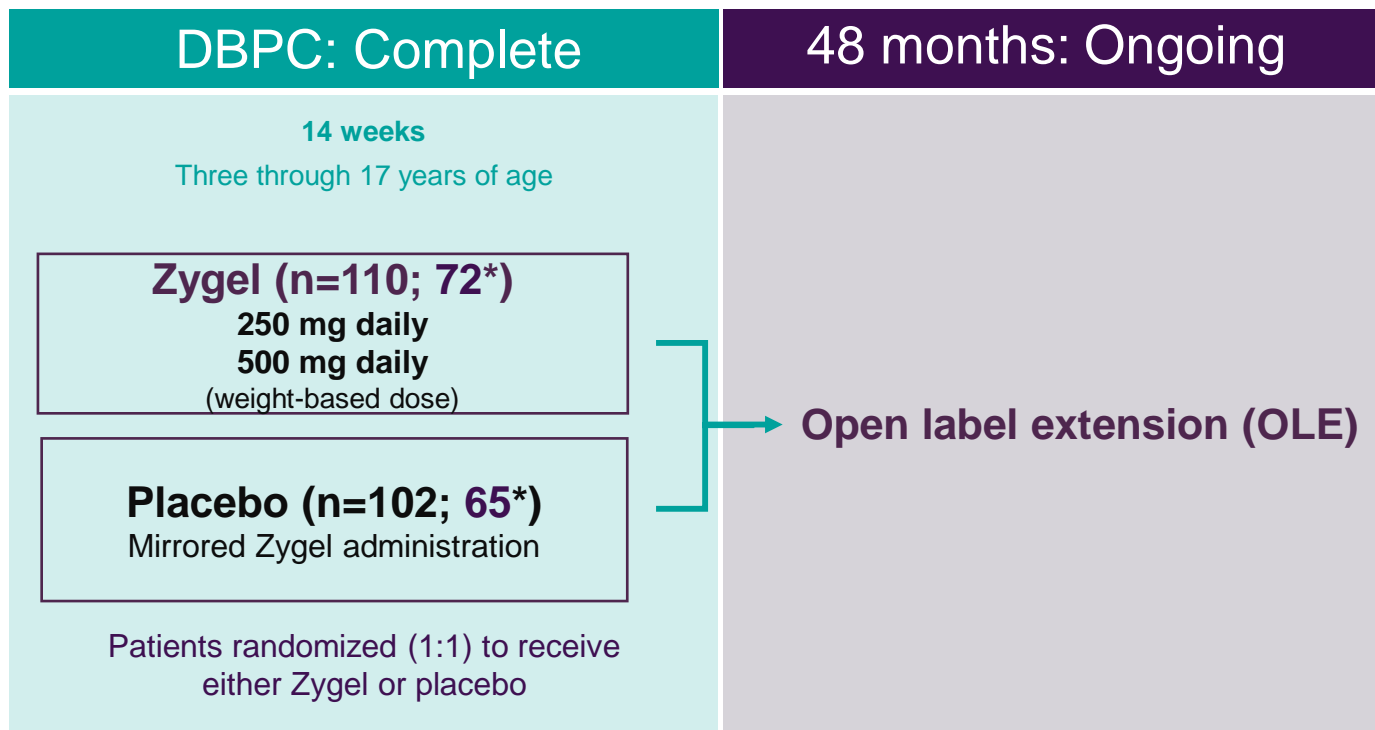 DBPC: Complete
48 months: Ongoing
14 weeks
Three through 17 years of age
Zygel (n=110; 72*)
250 mg daily
500 mg daily
(weight-based dose)
Placebo (n=102; 65*)
Mirrored Zygel administration
Patients randomized (1:1) to receive
either Zygel or placebo
Open label extension (OLE)